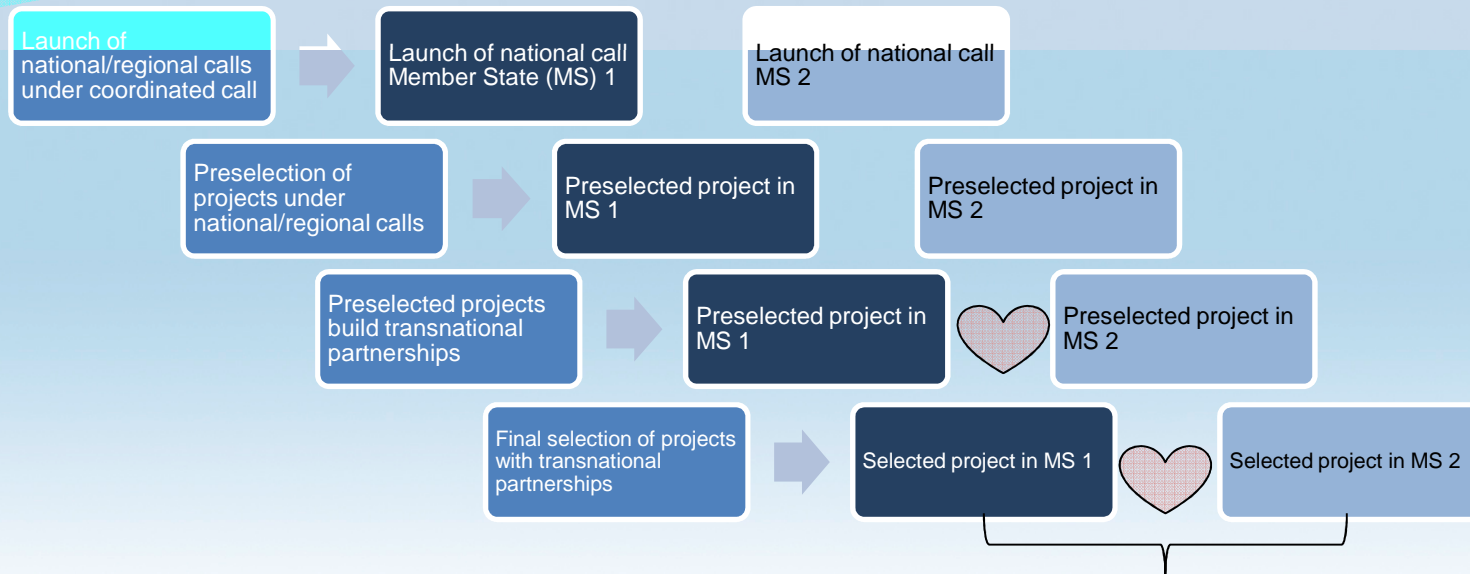 Launch of
national/regional calls
under coordinated call
Launch of national call
Member State (MS) 1
Launch of national call
MS 2
Preselection of
projects under
national/regional calls
Preselected project in
MS 1
Preselected project in
MS 2
Preselected projects
build transnational
partnerships
Preselected project in
MS 1
Preselected project in
MS 2
Final selection of projects
with transnational
partnerships
Selected project in MS 1
Selected project in MS 2